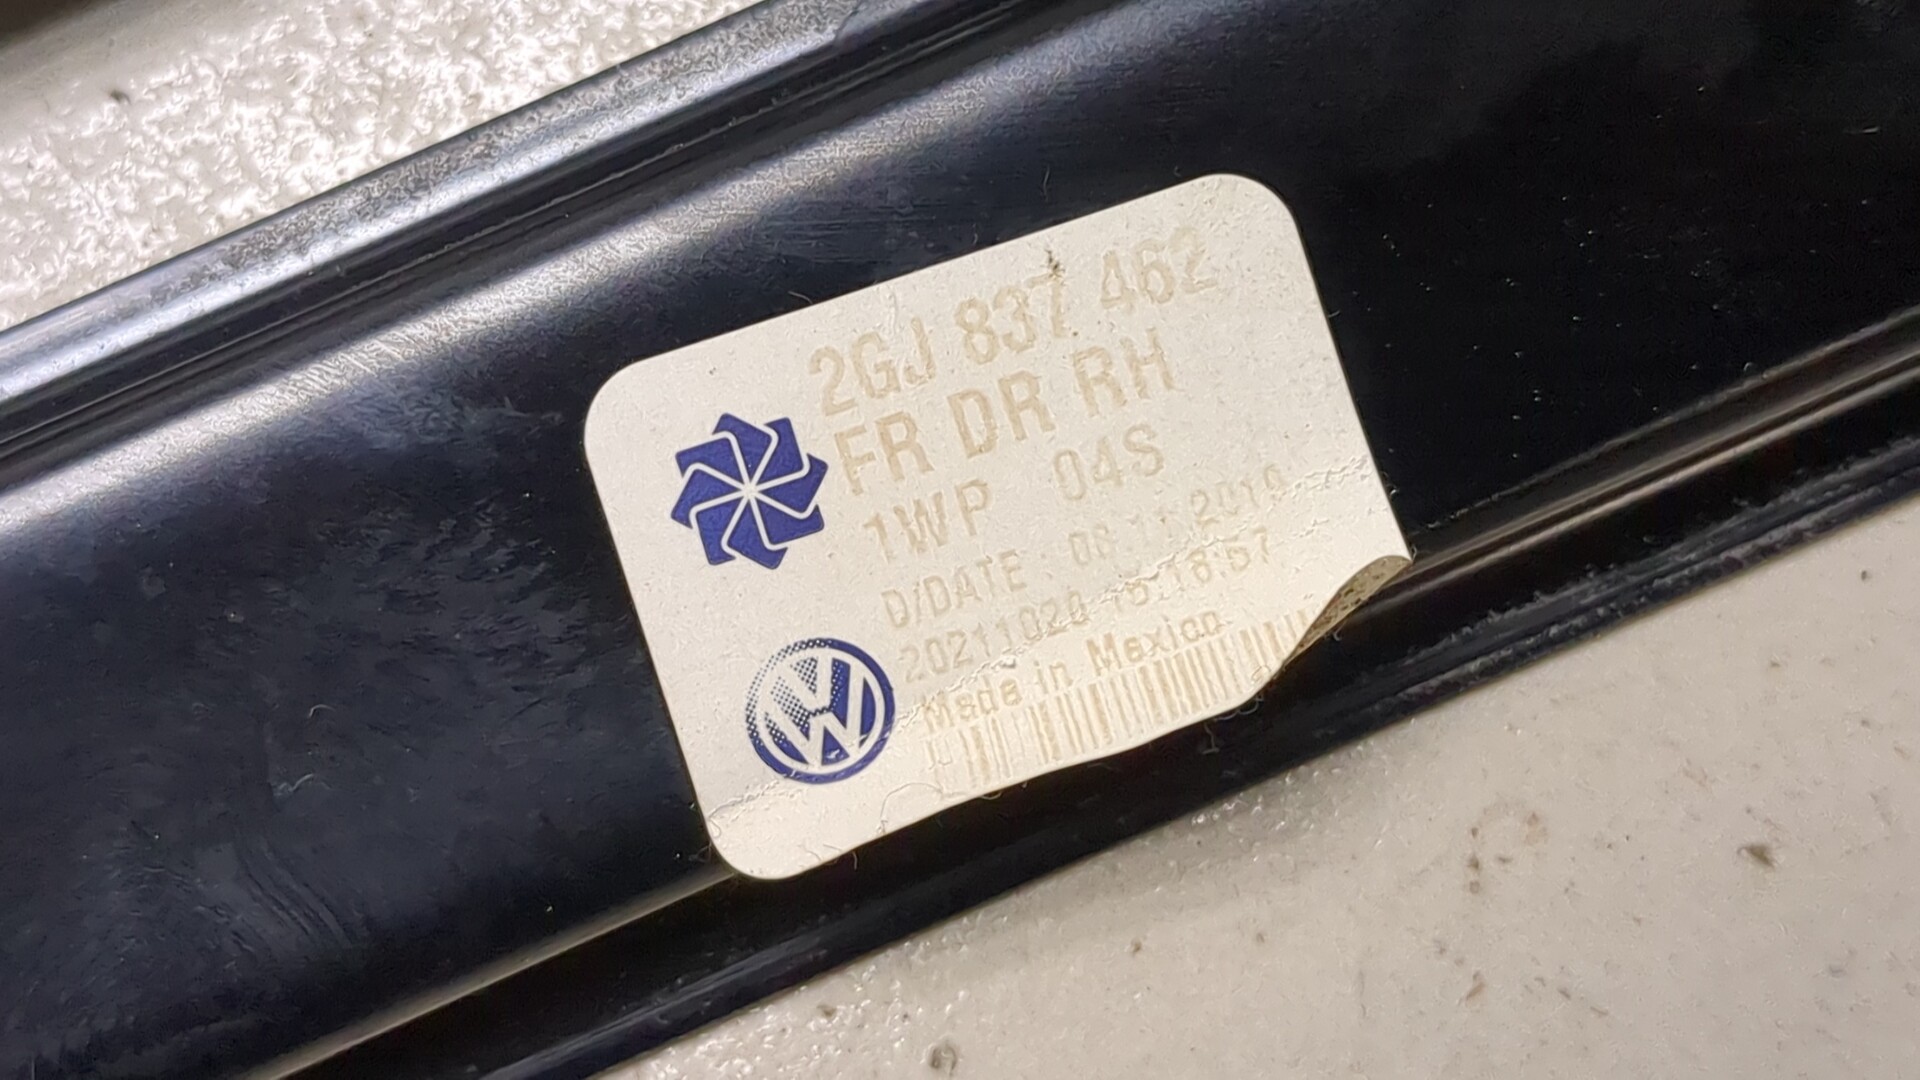 2GJ 837 462
FR DR RH
1WP 04S
D/DATE
Made in Mexico